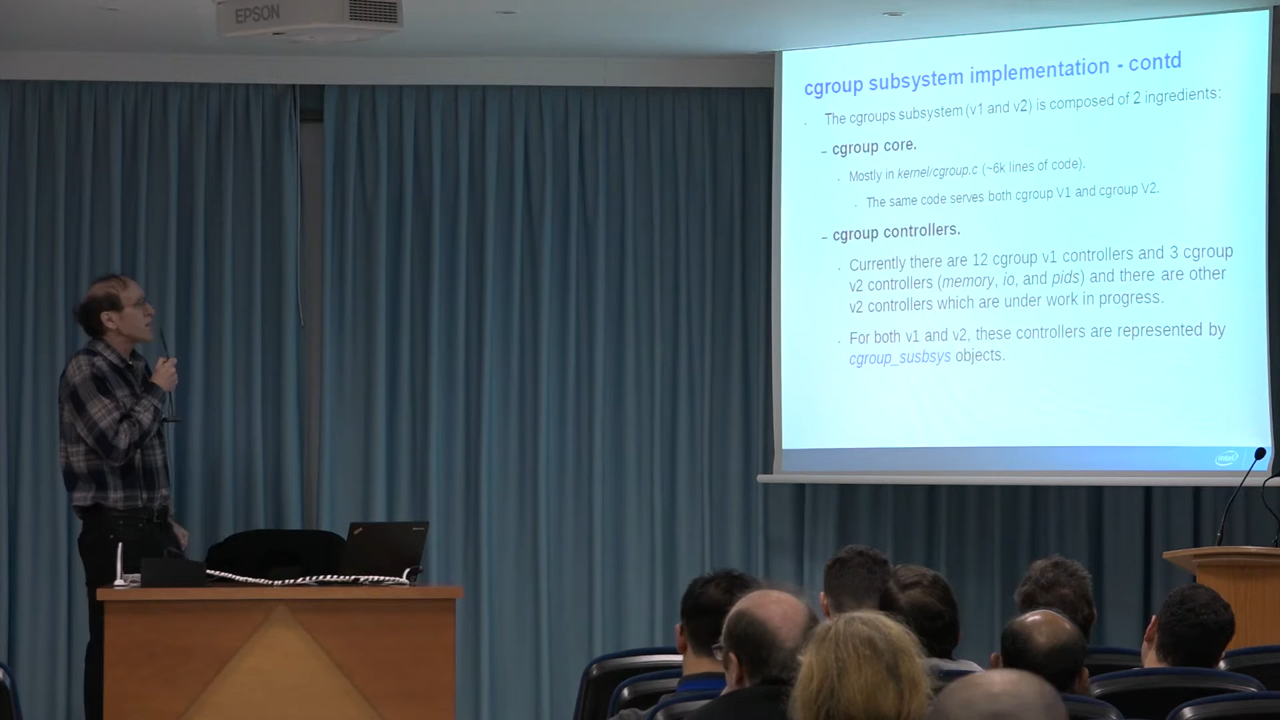 EPSON
cgroup subsystem implementation - contd
The cgroups subsystem (v1 and v2) is composed of 2 ingredients:
– cgroup core.
Mostly in kernel/cgroup.c (~6k lines of code).
The same code serves both cgroup V1 and cgroup V2.
– cgroup controllers.
Currently there are 12 cgroup v1 controllers and 3 cgroup
v2 controllers (memory, io, and pids) and there are other
v2 controllers which are under work in progress.
For both v1 and v2, these controllers are represented by
cgroup_susbsys objects.
intel